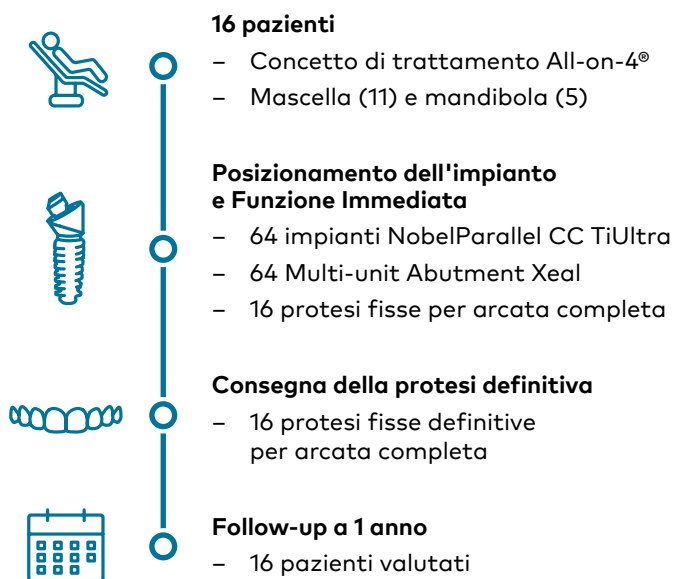 16 pazienti
– Concetto di trattamento All-on-4®
– Mascella (11) e mandibola (5)
Posizionamento dell'impianto
e Funzione Immediata
– 64 impianti NobelParallel CC TiUltra
– 64 Multi-unit Abutment Xeal
– 16 protesi fisse per arcata completa
Consegna della protesi definitiva
– 16 protesi fisse definitive
per arcata completa
Follow-up a 1 anno
– 16 pazienti valutati